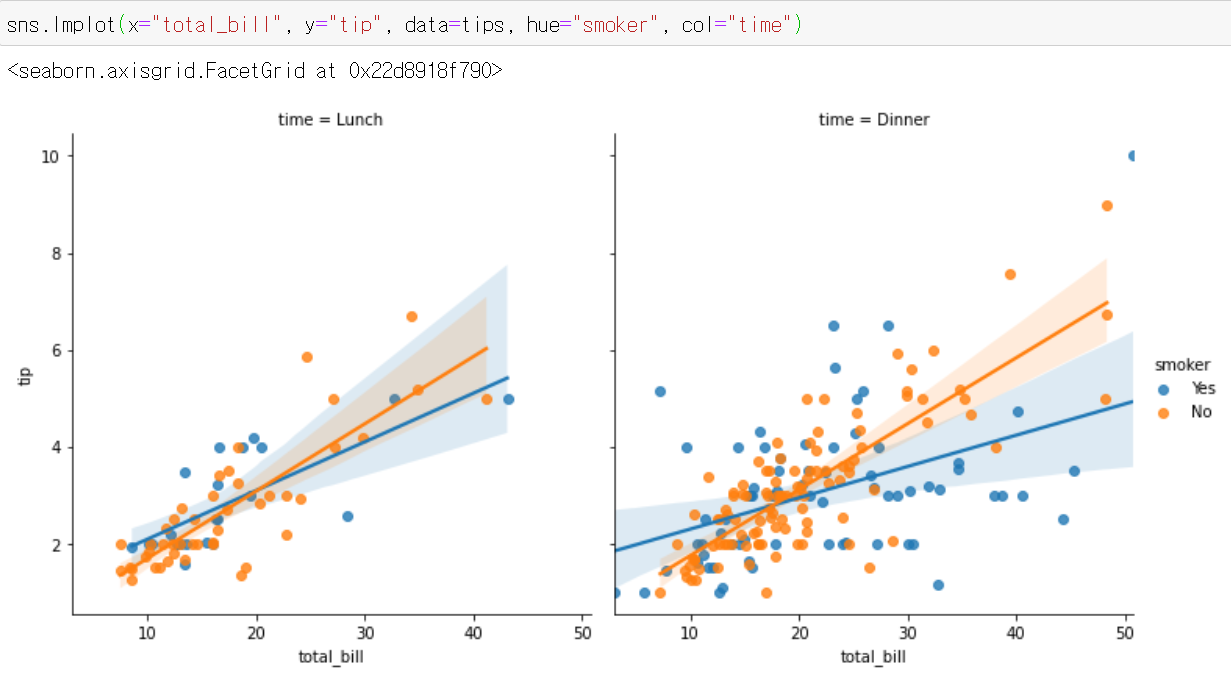 sns.lmplot(x="total_bill", y="tip", data=tips, hue="smoker", col="time")
<seaborn.axisgrid.FacetGrid at 0x22d8918f790>
time = Lunch
time = Dinner
10
8
6
4
2
tip
smoker
Yes
No
10 20 30 40 50
10 20 30 40 50
total_bill
total_bill